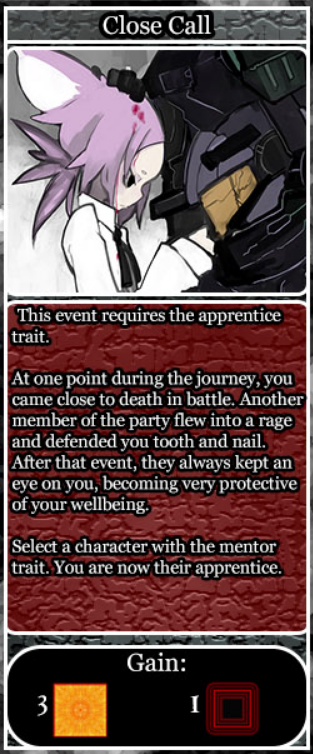 Close Call
This event requires the apprentice
trait.
At one point during the journey, you
came close to death in battle. Another
member of the party flew into a rage
and defended you tooth and nail.
After that event, they always kept an
eye on you, becoming very protective
of your wellbeing.
Select a character with the mentor
trait. You are now their apprentice.
Gain:
3 1